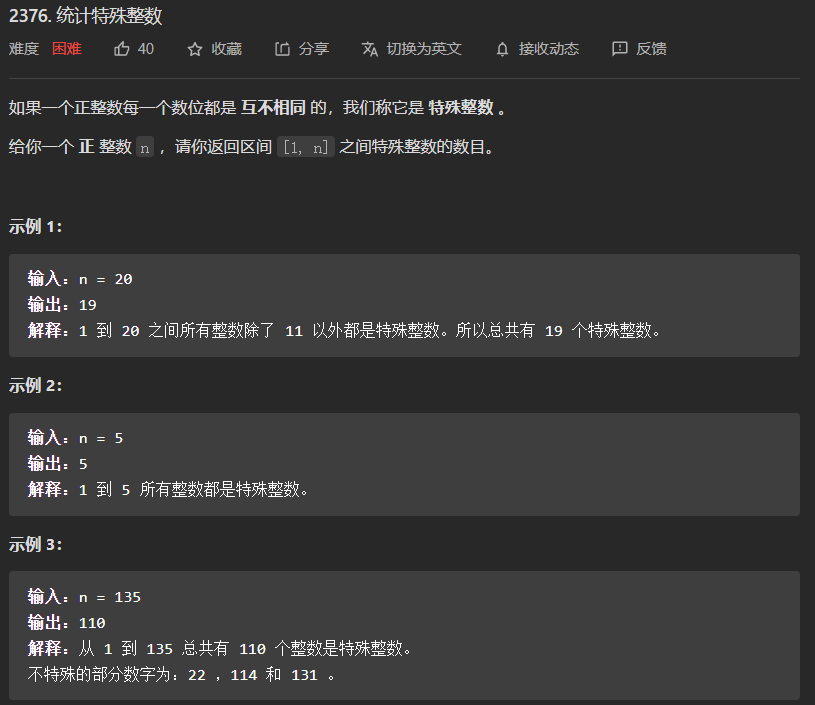 2376. 统计特殊整数
难度 困难 40 收藏 分享 切换为英文 接收动态 反馈
如果一个正整数每一个数位都是 互不相同 的，我们称它是 特殊整数 。
给你一个 正 整数 n ，请你返回区间 [1, n] 之间特殊整数的数目。
示例 1：
输入：n = 20
输出：19
解释：1 到 20 之间所有整数除了 11 以外都是特殊整数。所以总共有 19 个特殊整数。
示例 2：
输入：n = 5
输出：5
解释：1 到 5 所有整数都是特殊整数。
示例 3：
输入：n = 135
输出：110
解释：从 1 到 135 总共有 110 个整数是特殊整数。
不特殊的部分数字为：22 ，114 和 131 。